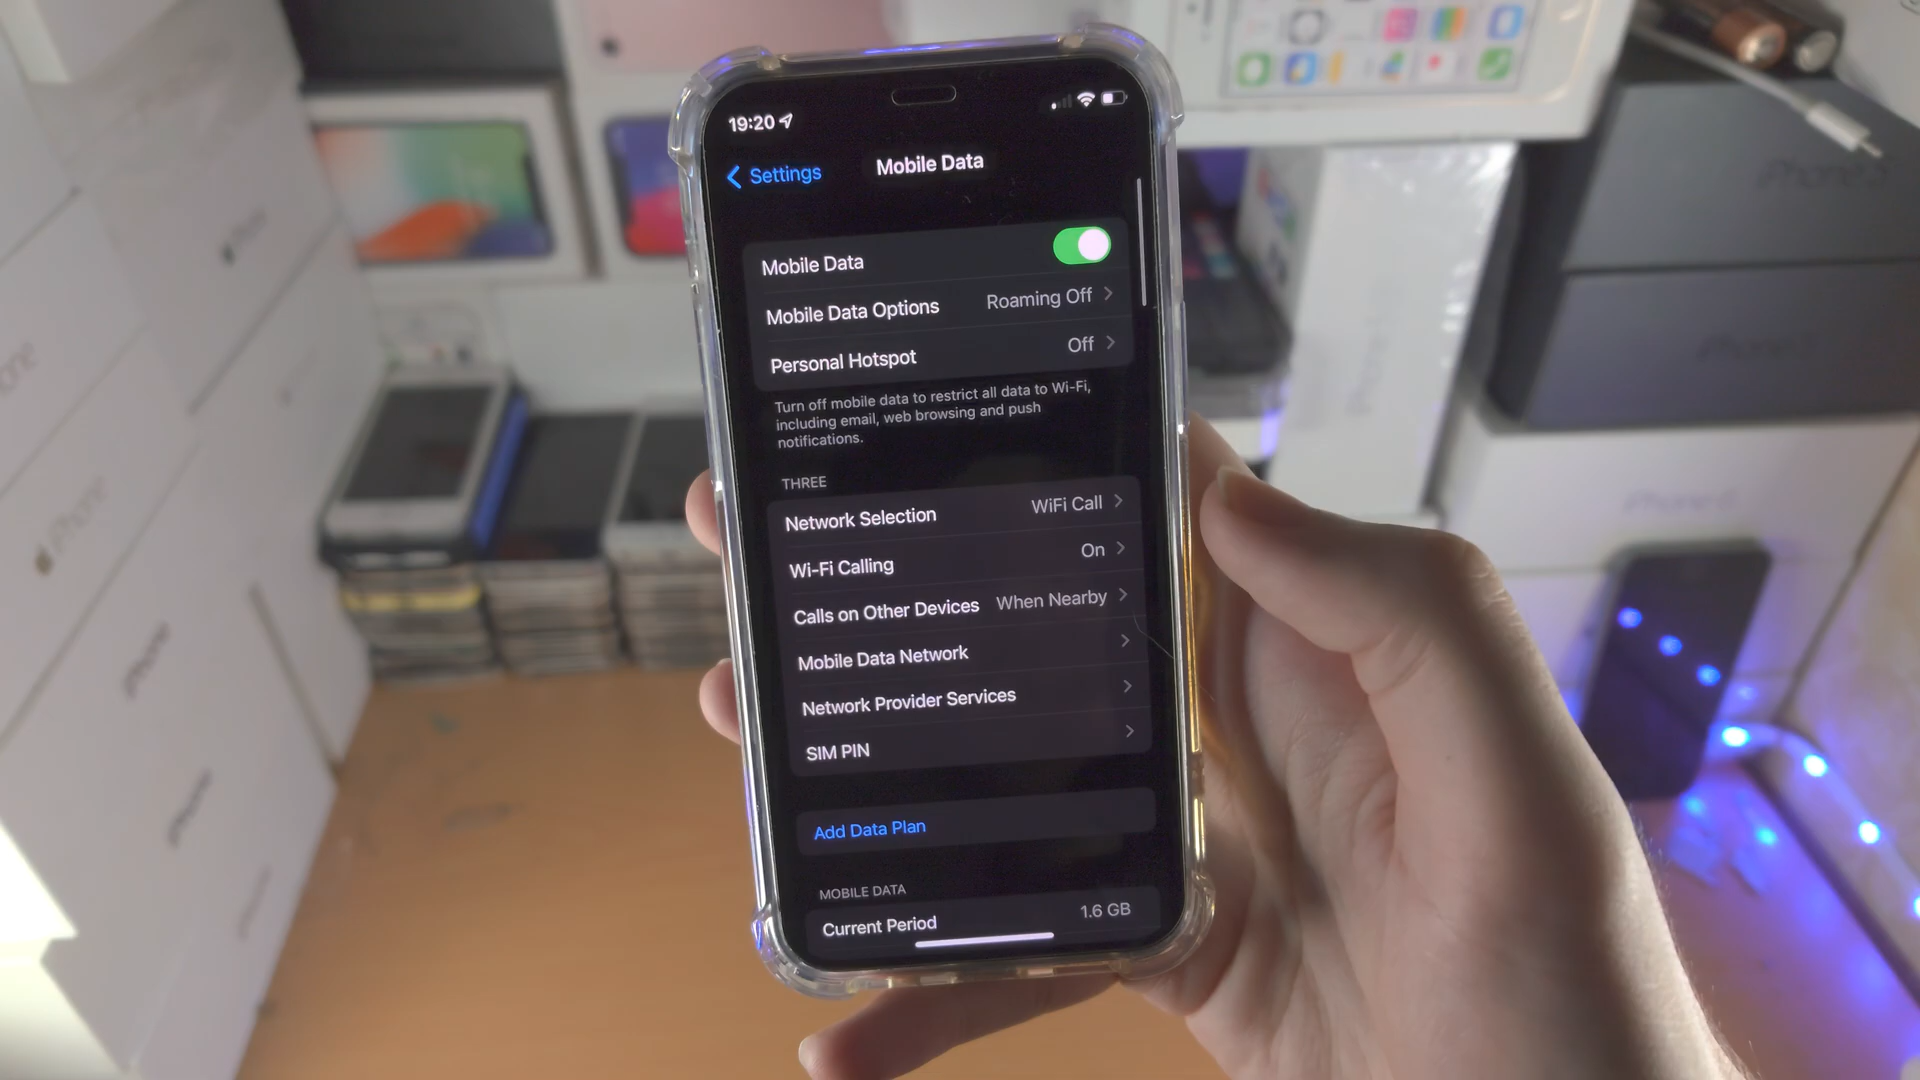 19:20
Settings
Mobile Data
Mobile Data
Mobile Data Options Roaming Off
Personal Hotspot Off
Turn off mobile data to restrict all data to Wi-Fi,
including email, web browsing and push
notifications.
THREE
Network Selection WiFi Call
Wi-Fi Calling On
Calls on Other Devices When Nearby
Mobile Data Network
Network Provider Services
SIM PIN
Add Data Plan
MOBILE DATA
Current Period 1.6 GB
iPhone
iPhone
iPhone